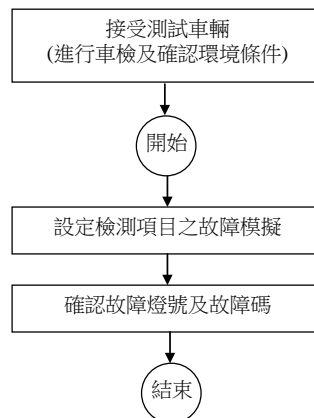 接受測試車輛
(進行車檢及確認環境條件)
開始
設定檢測項目之故障模擬
確認故障燈號及故障碼
結束